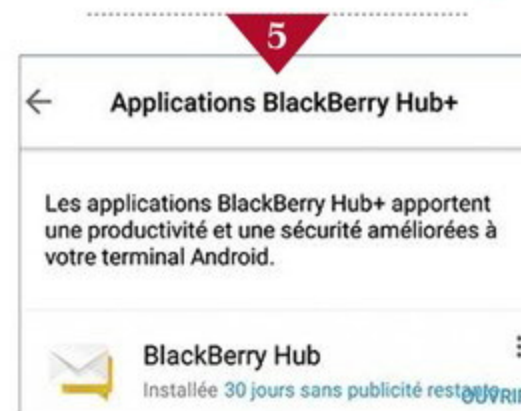 5
Applications BlackBerry Hub+
Les applications BlackBerry Hub+ apportent
une productivité et une sécurité améliorées à
votre terminal Android.
BlackBerry Hub
Installée 30 jours sans publicité